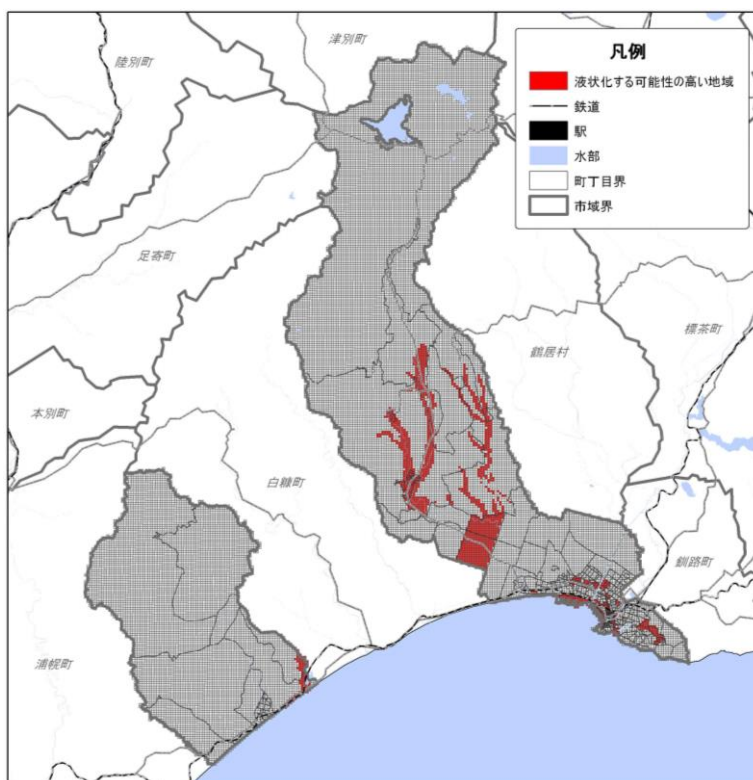 津別町
陸別町
凡例
液状化する可能性の高い地域
鉄道
駅
水部
町丁目界
市域界
足寄町
標茶町
鶴居村
本別町
白糠町
釧路町
浦幌町